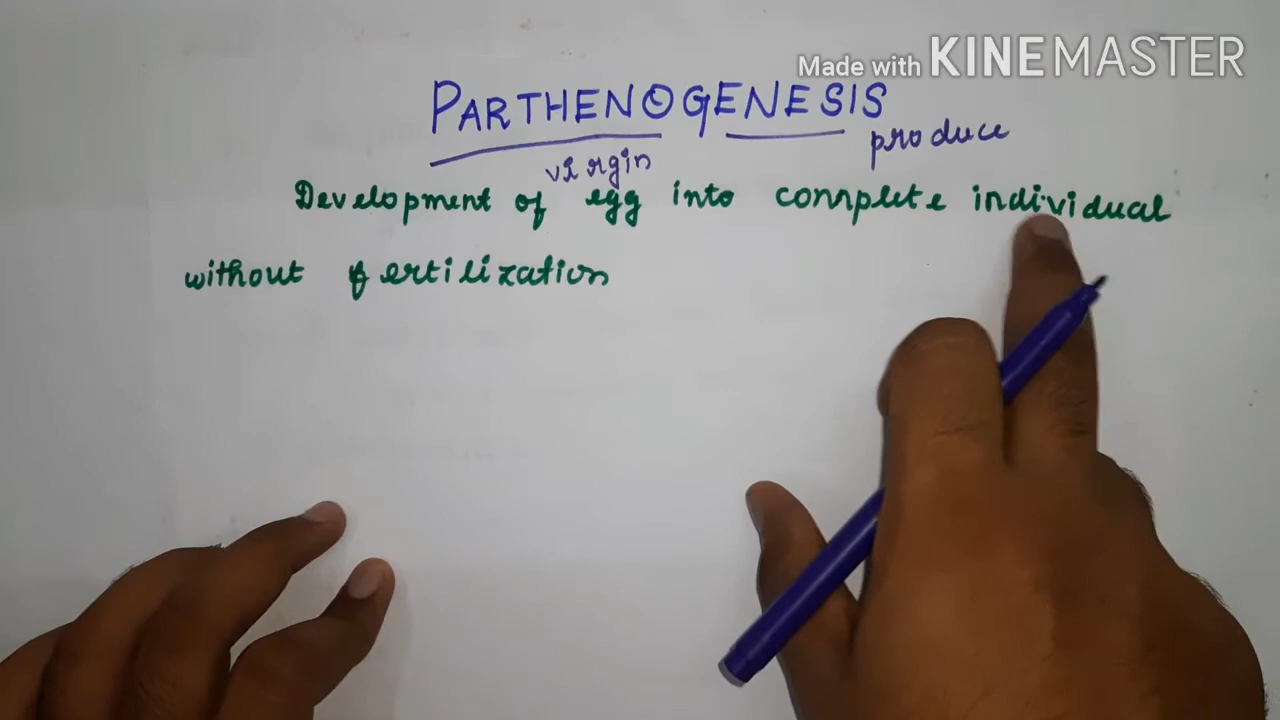 Made with KINEMASTER
PARTHENOGENESIS
virgin produce
Development of egg into complete individual
without fertilization